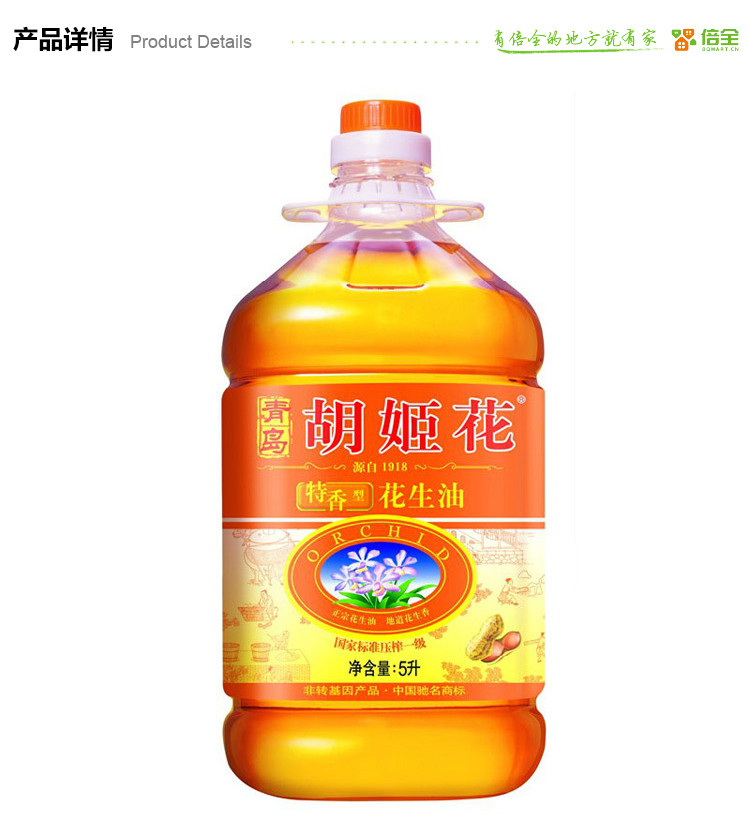 产品详情 Product Details
有倍全的地方就有家 倍全
BQMART.CN
青岛 胡姬花®
源自1918
特香型 花生油
ORCHID
正宗花生油 地道花生香
国家标准压榨一级
净含量:5升
非转基因产品·中国驰名商标